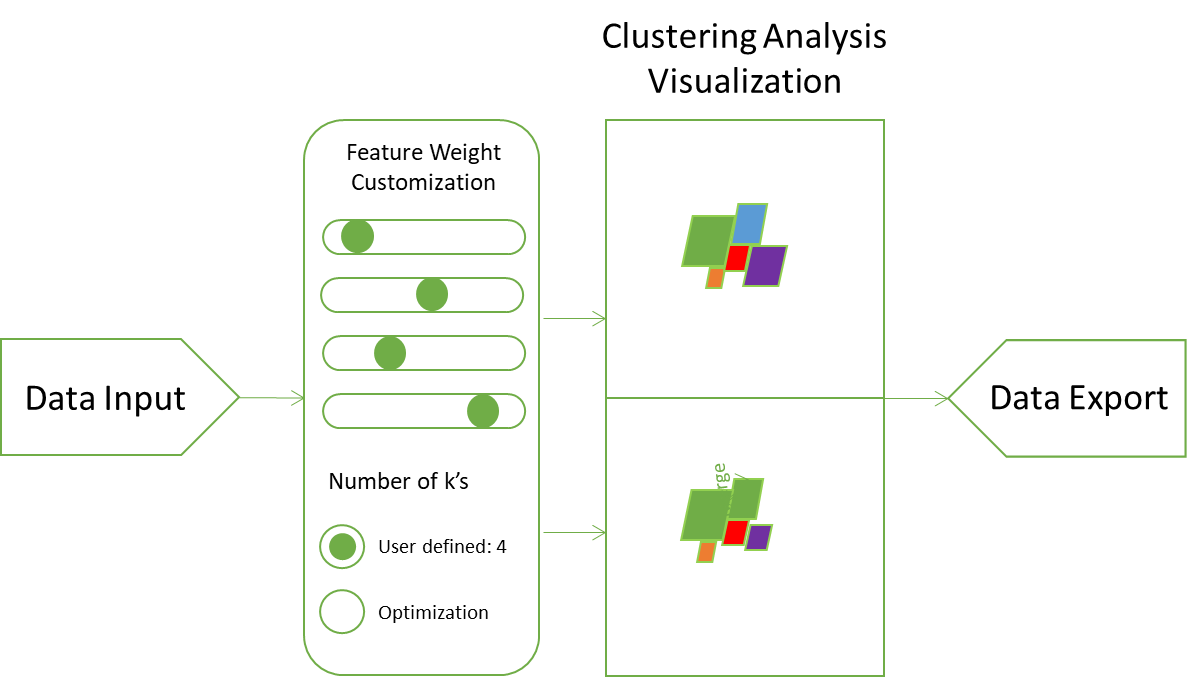 Clustering Analysis
Visualization
Feature Weight
Customization
Data Input
Data Export
Number of k's
User defined: 4
Optimization